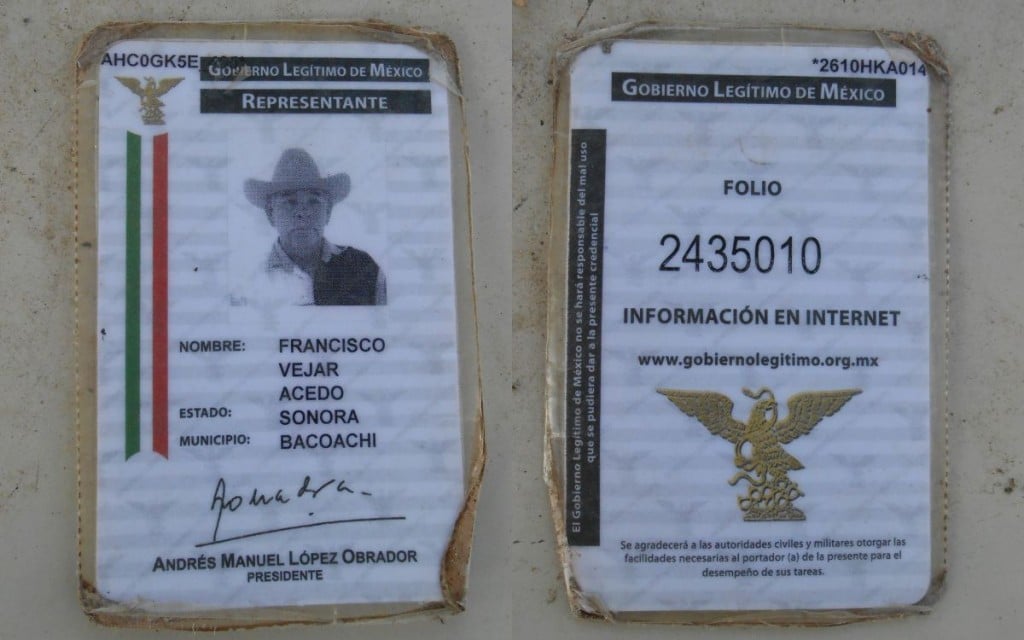 AHC0GK5E
GOBIERNO LEGÍTIMO DE MÉXICO
REPRESENTANTE
NOMBRE: FRANCISCO
VEJAR
ACEDO
ESTADO: SONORA
MUNICIPIO: BACOACHI
ANDRÉS MANUEL LÓPEZ OBRADOR
PRESIDENTE
*2610HKA014
GOBIERNO LEGÍTIMO DE MÉXICO
El Gobierno Legítimo de México no se hará responsable del mal uso
que se pudiera dar a la presente credencial
FOLIO
2435010
INFORMACIÓN EN INTERNET
www.gobiernolegitimo.org.mx
Se agradecerá a las autoridades civiles y militares otorgar las
facilidades necesarias al portador (a) de la presente para el
desempeño de sus tareas.